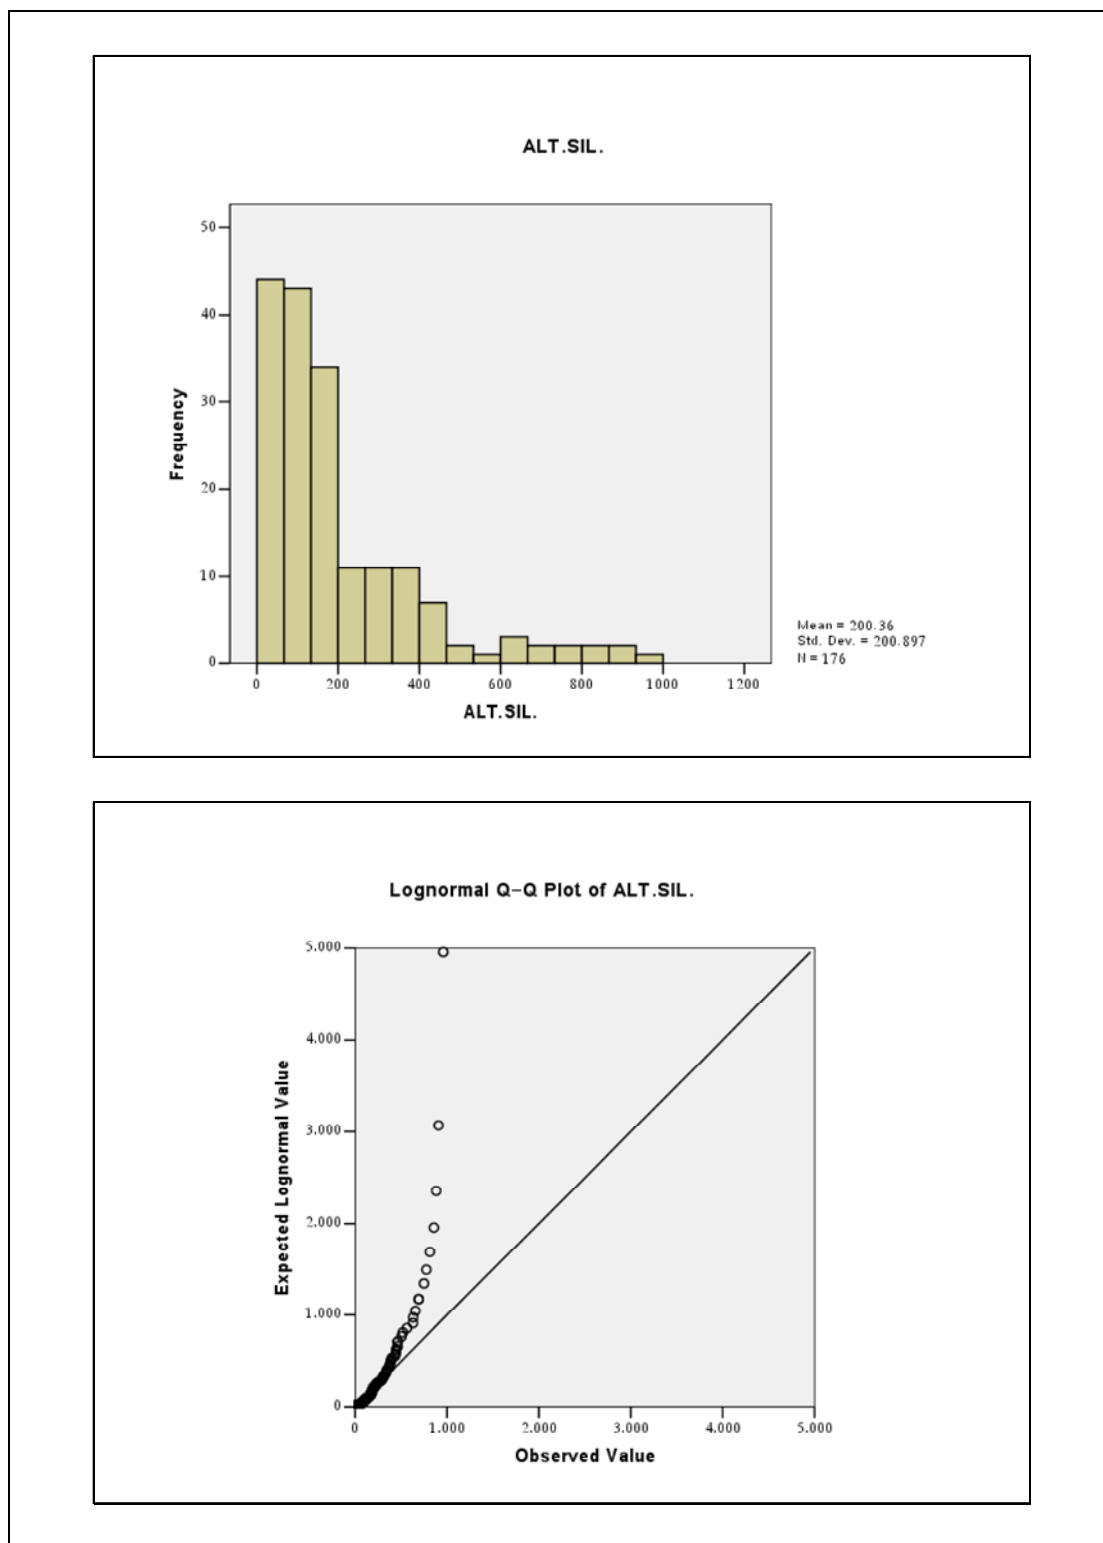 ALT.SIL.
50
40
30
20
10
0
Frequency
0 200 400 600 800 1000 1200
ALT.SIL.
Mean = 200.36
Std. Dev. = 200.897
N = 176
Lognormal Q-Q Plot of ALT.SIL.
5.000
4.000
3.000
2.000
1.000
0
Expected Lognormal Value
0 1.000 2.000 3.000 4.000 5.000
Observed Value